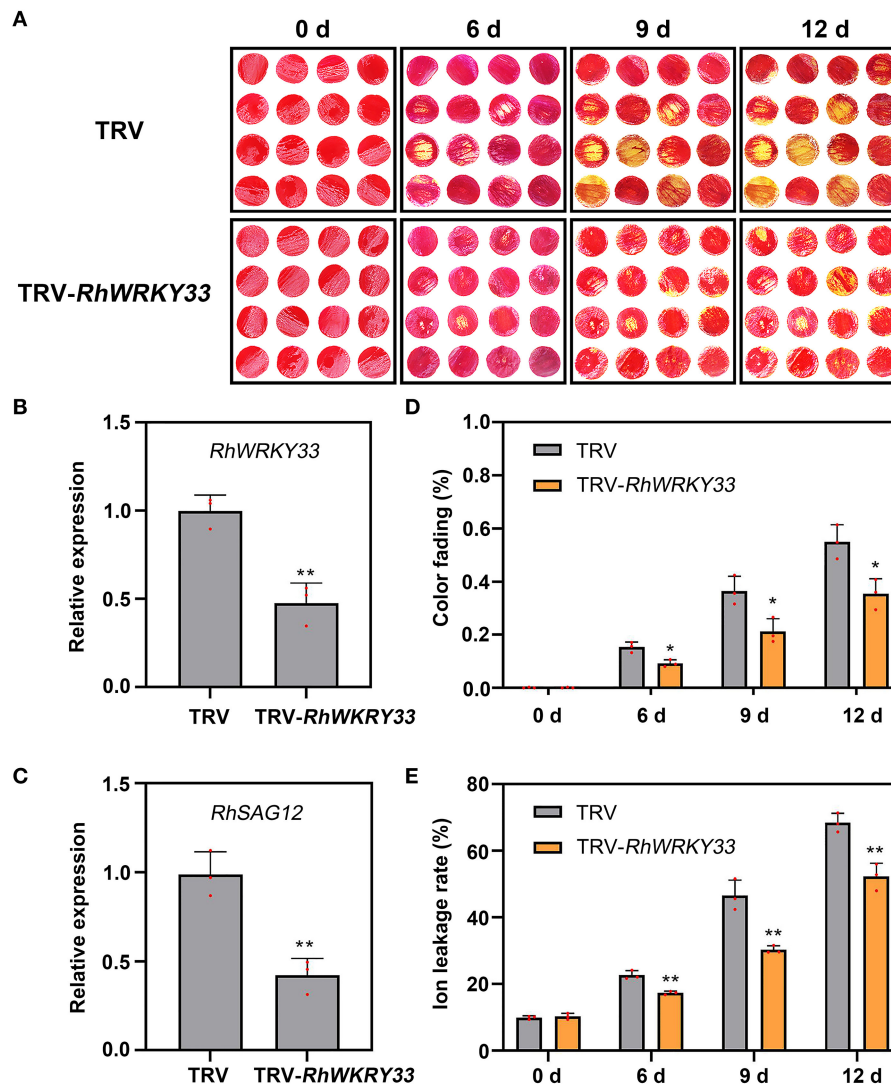 A
0 d 6 d 9 d 12 d
TRV
TRV-RhWRKY33
B
Relative expression
1.5
1.0
0.5
0.0
RhWRKY33
**
TRV TRV-RhWKRY33
D
Color fading (%)
1.0
0.8
0.6
0.4
0.2
0.0
TRV
TRV-RhWRKY33
*
*
*
0 d 6 d 9 d 12 d
C
Relative expression
1.5
1.0
0.5
0.0
RhSAG12
**
TRV TRV-RhWKRY33
E
Ion leakage rate (%)
80
60
40
20
0
TRV
TRV-RhWRKY33
**
**
**
0 d 6 d 9 d 12 d